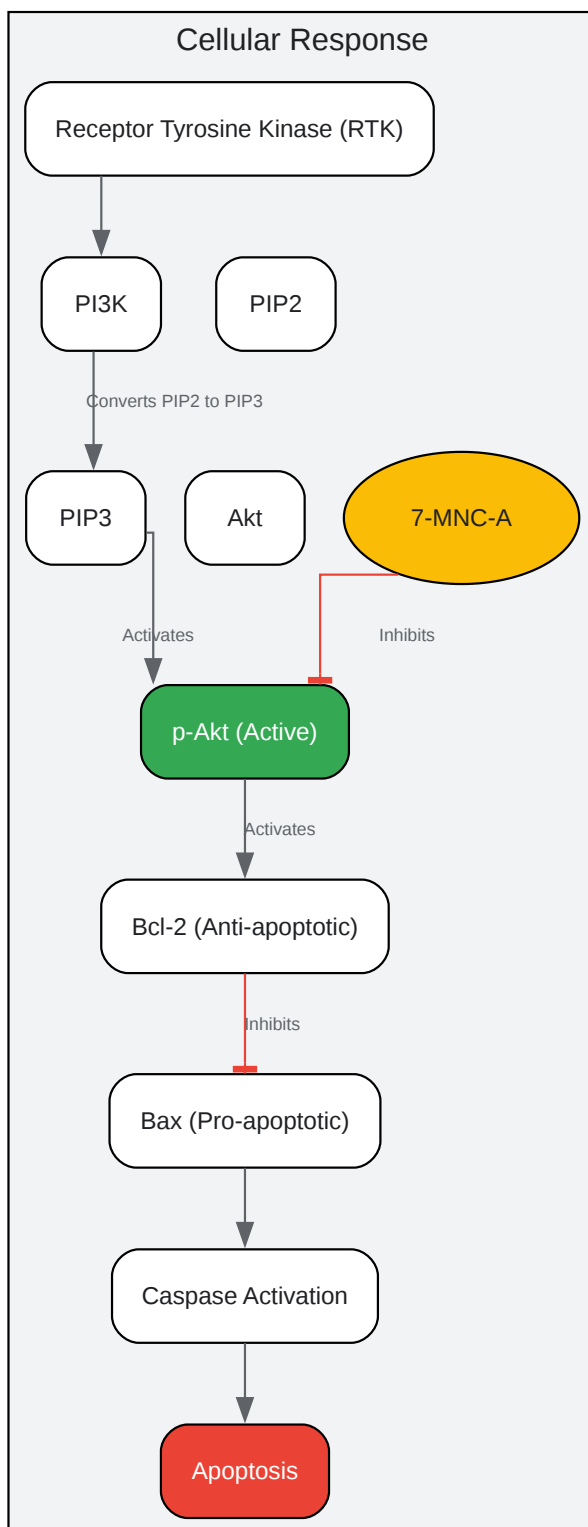 Cellular Response
Receptor Tyrosine Kinase (RTK)
PI3K
PIP2
Converts PIP2 to PIP3
PIP3
Akt
7-MNC-A
Activates
Inhibits
p-Akt (Active)
Activates
Bcl-2 (Anti-apoptotic)
Inhibits
Bax (Pro-apoptotic)
Caspase Activation
Apoptosis